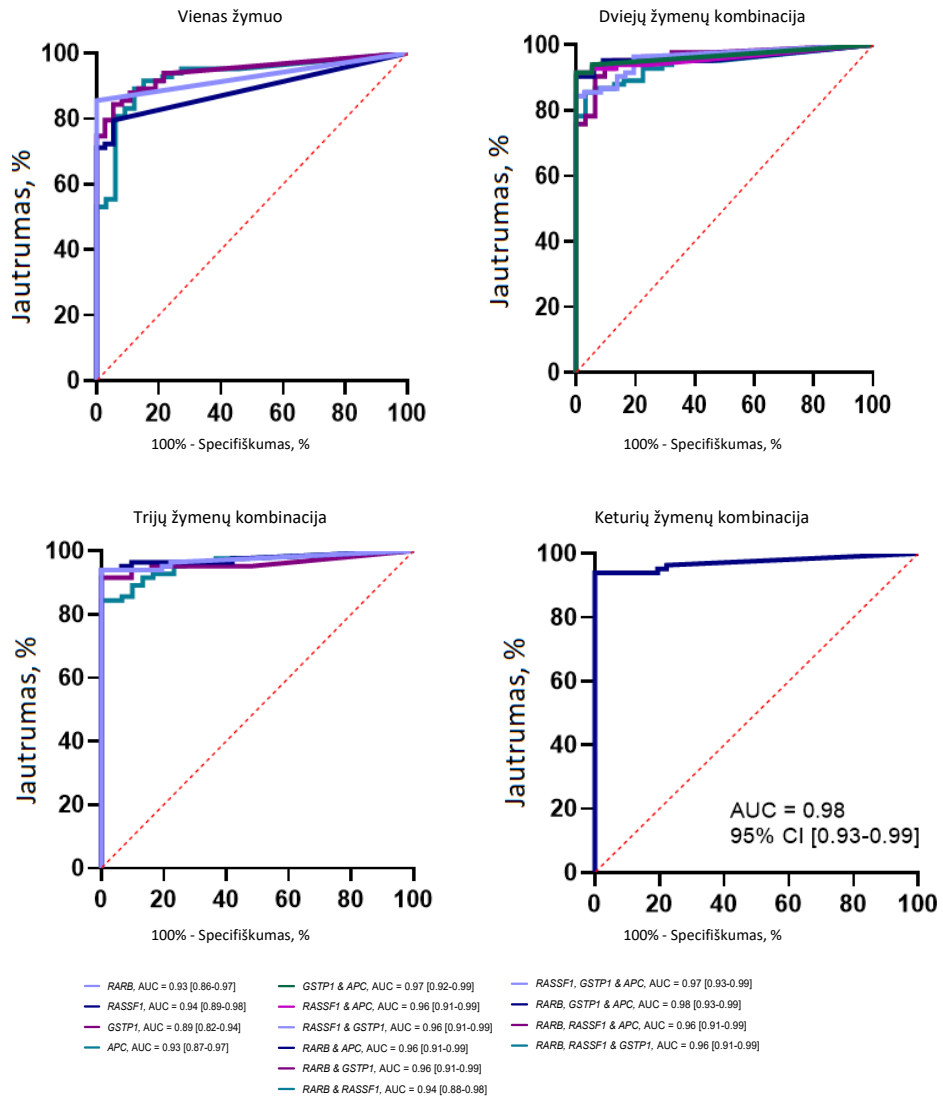 Vienas žymuo
Dviejų žymenų kombinacija
100
80
60
40
20
0
Jautrumas, %
0 20 40 60 80 100
100% - Specifiškumas, %
100
80
60
40
20
0
Jautrumas, %
0 20 40 60 80 100
100% - Specifiškumas, %
Trijų žymenų kombinacija
Keturių žymenų kombinacija
100
80
60
40
20
0
Jautrumas, %
0 20 40 60 80 100
100% - Specifiškumas, %
100
80
60
40
20
0
Jautrumas, %
AUC = 0.98
95% CI [0.93-0.99]
0 20 40 60 80 100
100% - Specifiškumas, %
RARB, AUC = 0.93 [0.86-0.97]
RASSF1, AUC = 0.94 [0.89-0.98]
GSTP1, AUC = 0.89 [0.82-0.94]
APC, AUC = 0.93 [0.87-0.97]
GSTP1 & APC, AUC = 0.97 [0.92-0.99]
RASSF1 & APC, AUC = 0.96 [0.91-0.99]
RASSF1 & GSTP1, AUC = 0.96 [0.91-0.99]
RARB & APC, AUC = 0.96 [0.91-0.99]
RARB & GSTP1, AUC = 0.96 [0.91-0.99]
RARB & RASSF1, AUC = 0.94 [0.88-0.98]
RASSF1, GSTP1 & APC, AUC = 0.97 [0.93-0.99]
RARB, GSTP1 & APC, AUC = 0.98 [0.93-0.99]
RARB, RASSF1 & APC, AUC = 0.96 [0.91-0.99]
RARB, RASSF1 & GSTP1, AUC = 0.96 [0.91-0.99]